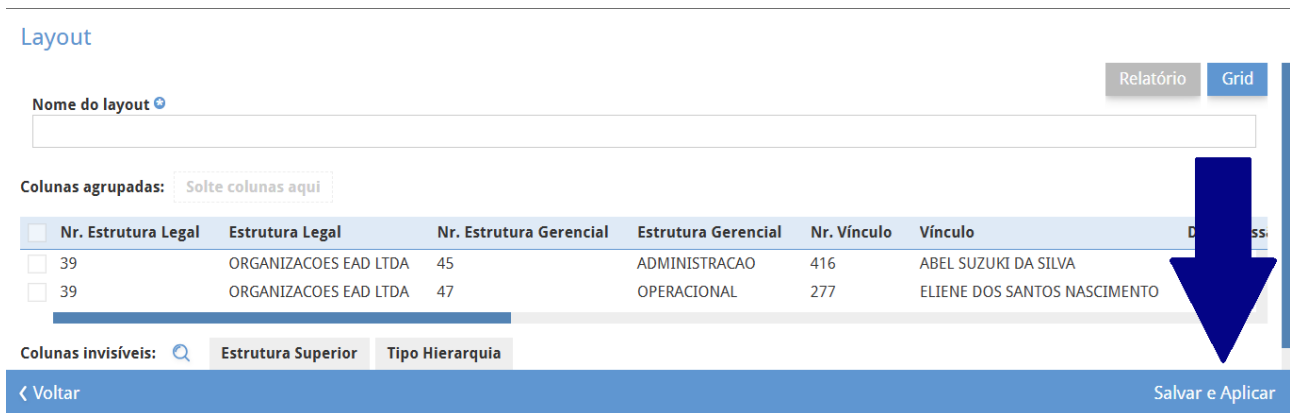 Layout
Relatório Grid
Nome do layout
Colunas agrupadas: Solte colunas aqui
Nr. Estrutura Legal Estrutura Legal Nr. Estrutura Gerencial Estrutura Gerencial Nr. Vínculo Vínculo
39 ORGANIZACOES EAD LTDA 45 ADMINISTRACAO 416 ABEL SUZUKI DA SILVA
39 ORGANIZACOES EAD LTDA 47 OPERACIONAL 277 ELIENE DOS SANTOS NASCIMENTO
Colunas invisíveis: Estrutura Superior Tipo Hierarquia
Voltar Salvar e Aplicar